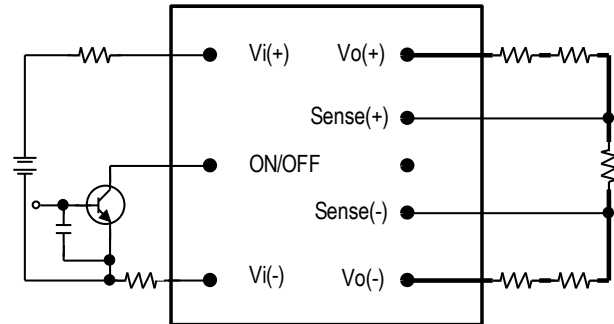 Vi(+) Vo(+)
Sense(+)
ON/OFF
Sense(-)
Vi(-) Vo(-)